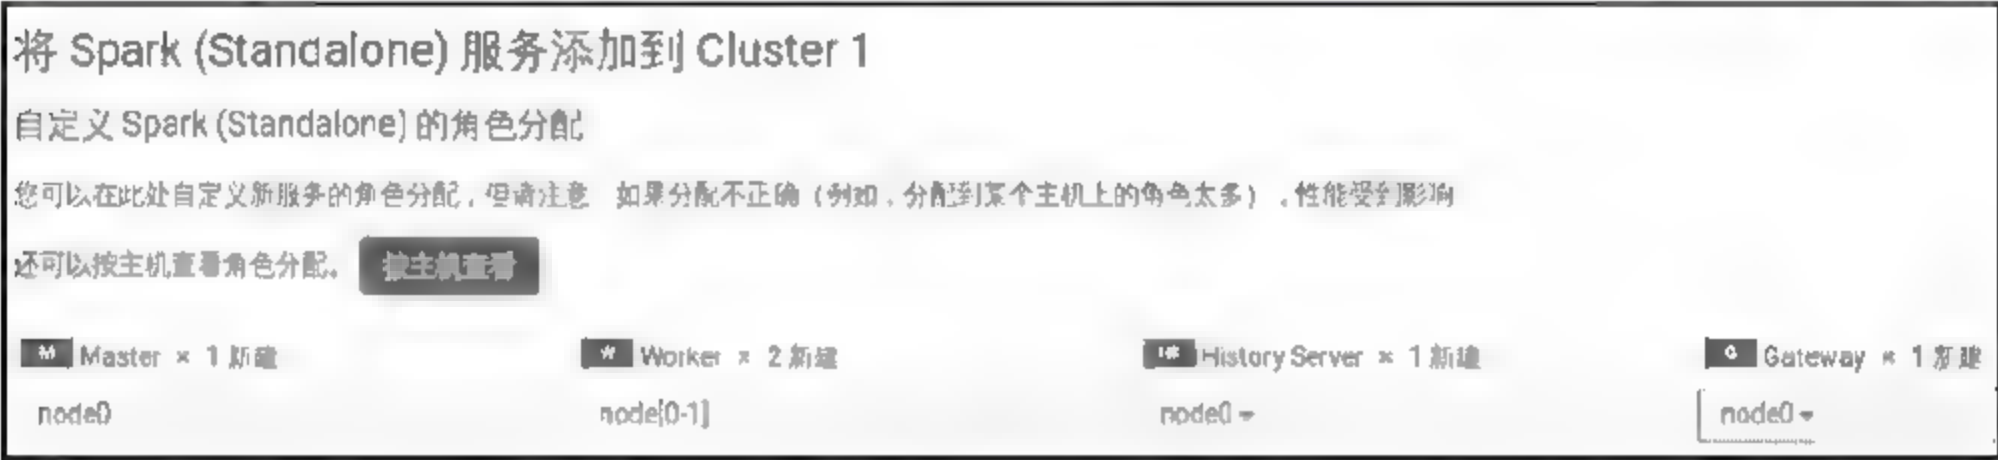 将 Spark (Standalone) 服务添加到 Cluster 1
自定义 Spark (Standalone) 的角色分配
您可以在此处自定义新服务的角色分配，但请注意 如果分配不正确（例如，分配到某个主机上的角色太多），性能受到影响
还可以按主机查看角色分配。 按主机查看
M Master × 1 新建 W Worker × 2 新建 History Server × 1 新建 G Gateway × 1 新建
node0 node[0-1] node0 node0